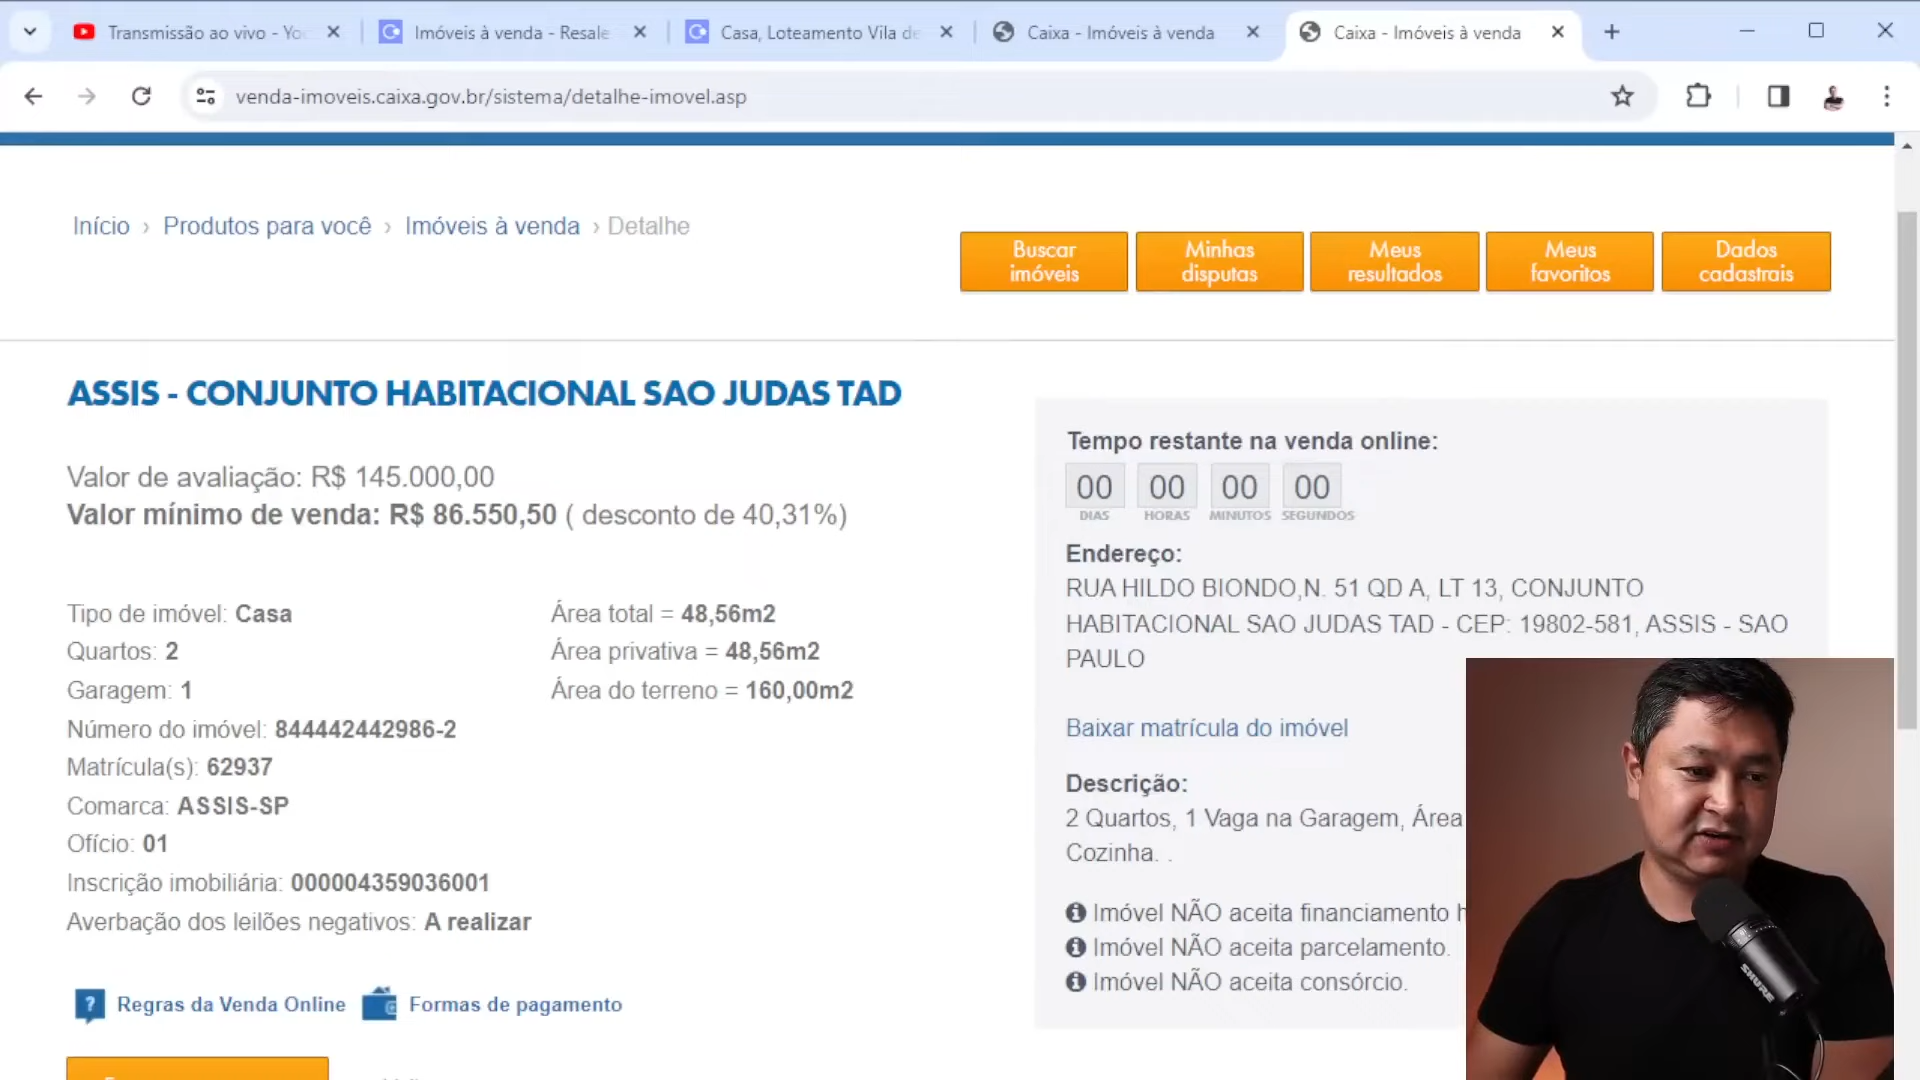 Transmissão ao vivo - You
Imóveis à venda - Resale
Casa, Loteamento Vila de
Caixa - Imóveis à venda
Caixa - Imóveis à venda
venda-imoveis.caixa.gov.br/sistema/detalhe-imovel.asp
Início › Produtos para você › Imóveis à venda › Detalhe
Buscar imóveis
Minhas disputas
Meus resultados
Meus favoritos
Dados cadastrais
ASSIS - CONJUNTO HABITACIONAL SAO JUDAS TAD
Valor de avaliação: R$ 145.000,00
Valor mínimo de venda: R$ 86.550,50 ( desconto de 40,31%)
Tipo de imóvel: Casa
Quartos: 2
Garagem: 1
Número do imóvel: 844442442986-2
Matrícula(s): 62937
Comarca: ASSIS-SP
Ofício: 01
Inscrição imobiliária: 000004359036001
Averbação dos leilões negativos: A realizar
Área total = 48,56m2
Área privativa = 48,56m2
Área do terreno = 160,00m2
Regras da Venda Online
Formas de pagamento
Tempo restante na venda online:
00 00 00 00
DIAS HORAS MINUTOS SEGUNDOS
Endereço:
RUA HILDO BIONDO,N. 51 QD A, LT 13, CONJUNTO
HABITACIONAL SAO JUDAS TAD - CEP: 19802-581, ASSIS - SAO
PAULO
Baixar matrícula do imóvel
Descrição:
2 Quartos, 1 Vaga na Garagem, Área
Cozinha. .
Imóvel NÃO aceita financiamento h
Imóvel NÃO aceita parcelamento.
Imóvel NÃO aceita consórcio.
SHURE